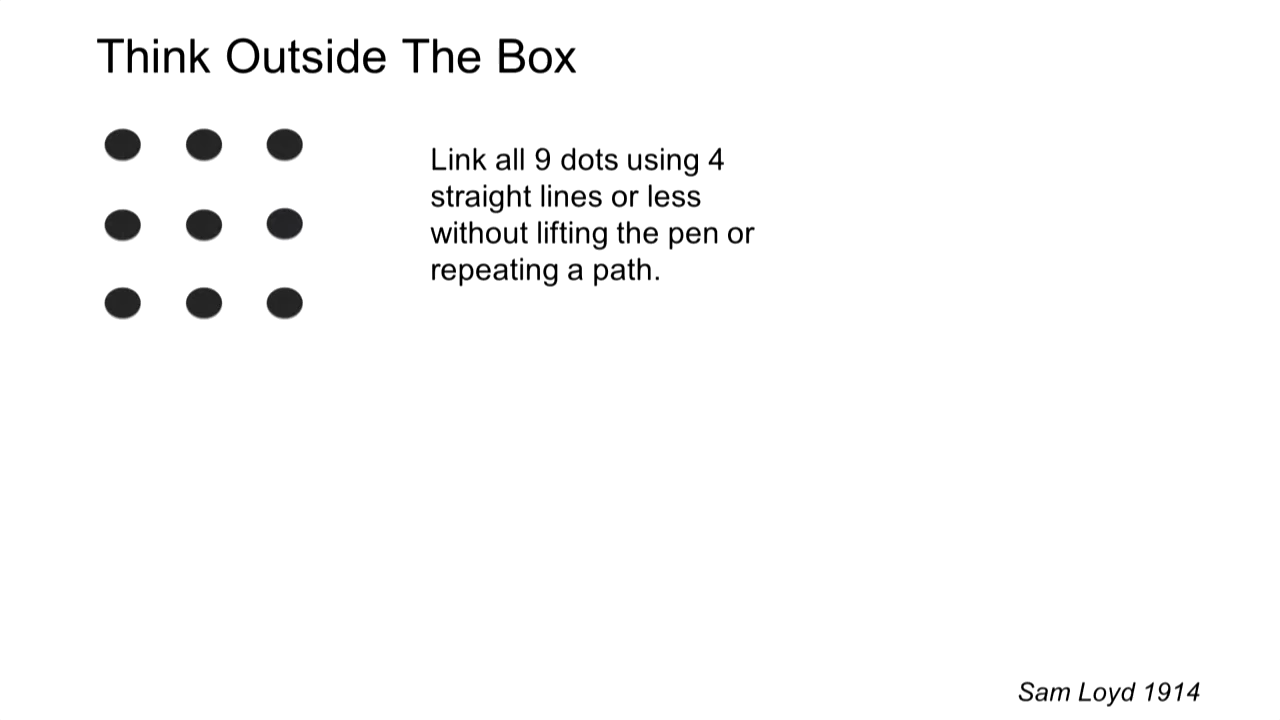 Think Outside The Box
Link all 9 dots using 4
straight lines or less
without lifting the pen or
repeating a path.
Sam Loyd 1914